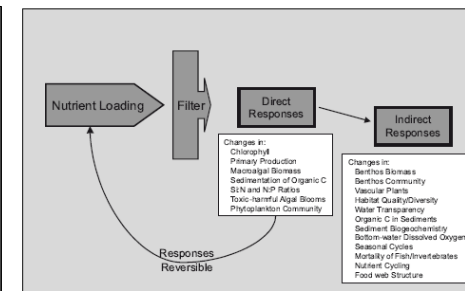 Nutrient Loading
Filter
Direct
Responses
Indirect
Responses
Changes in:
Chlorophyll
Primary Production
Macroalgal Biomass
Sedimentation of Organic C
Si:N and N:P Ratios
Toxic-harmful Algal Blooms
Phytoplankton Community
Changes in:
Benthos Biomass
Benthos Community
Vascular Plants
Habitat Quality/Diversity
Water Transparency
Organic C in Sediments
Sediment Biogeochemistry
Bottom-water Dissolved Oxygen
Seasonal Cycles
Mortality of Fish/Invertebrates
Nutrient Cycling
Food web Structure
Responses
Reversible